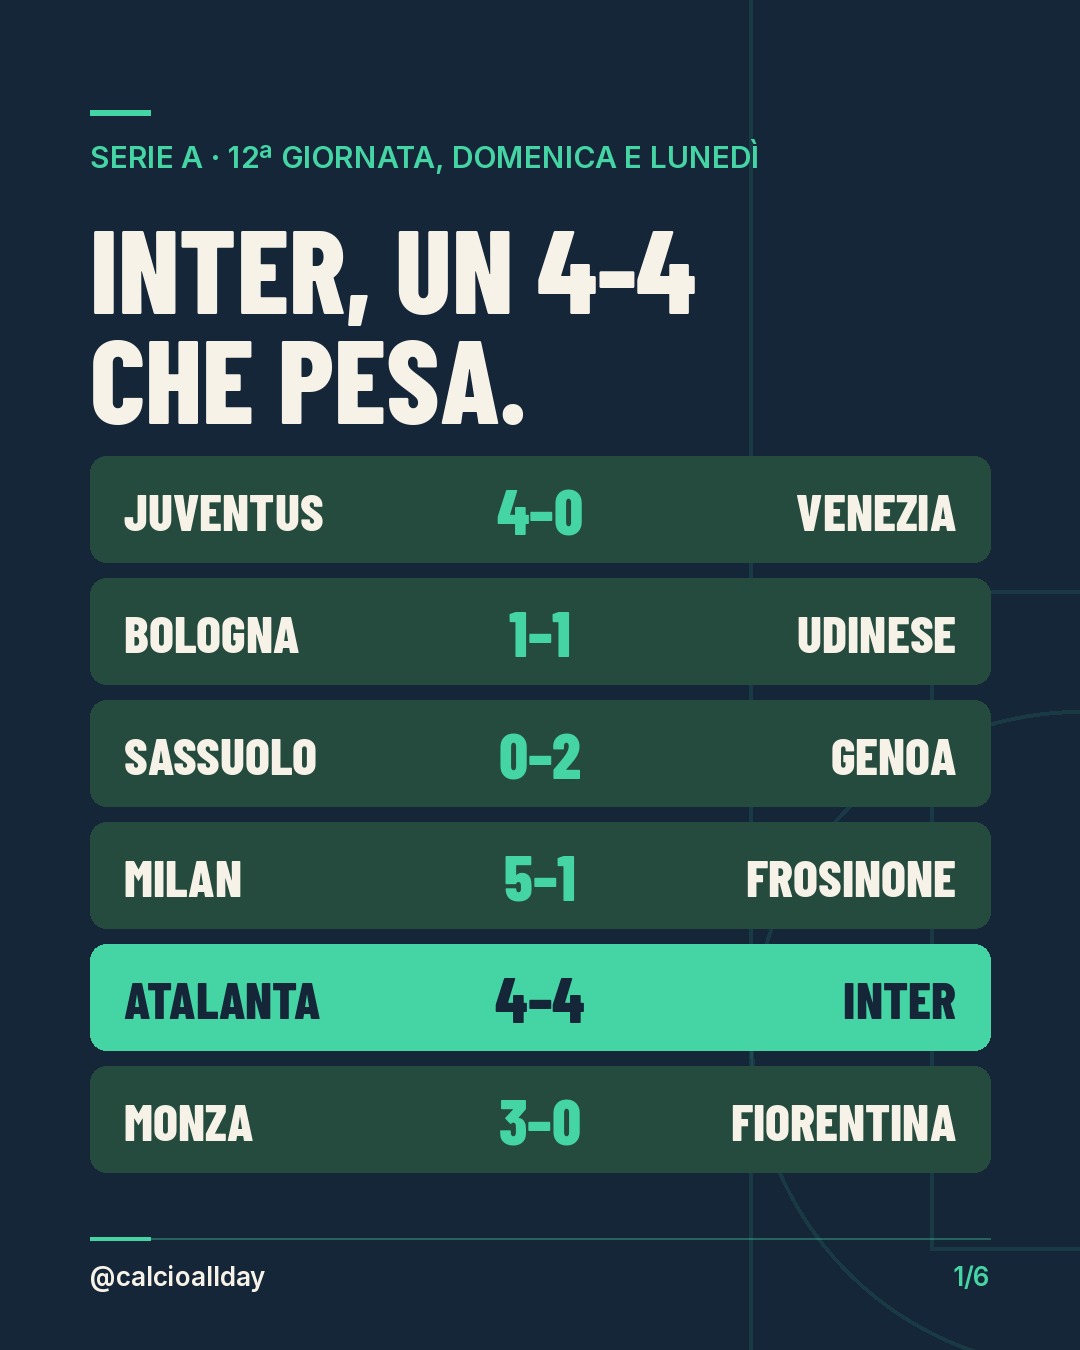 SERIE A · 12ª GIORNATA, DOMENICA E LUNEDÌ
INTER, UN 4–4
CHE PESA.
JUVENTUS 4–0 VENEZIA
BOLOGNA 1–1 UDINESE
SASSUOLO 0–2 GENOA
MILAN 5–1 FROSINONE
ATALANTA 4–4 INTER
MONZA 3–0 FIORENTINA
@calcioallday 1/6